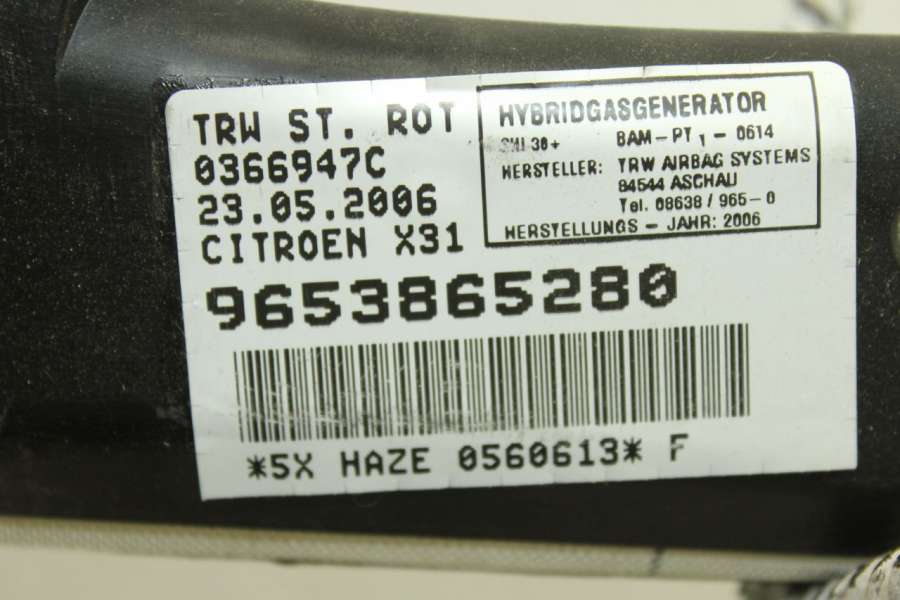 TRW ST. ROT
0366947C
23.05.2006
CITROEN X31
HYBRIDGASGENERATOR
30+ BAM-PT 1 - 0614
HERSTELLER: TRW AIRBAG SYSTEMS
84544 ASCHAU
Tel. 08638 / 965-0
HERSTELLUNGS - JAHR: 2006
9653865280
*5X HAZE 0560613* F